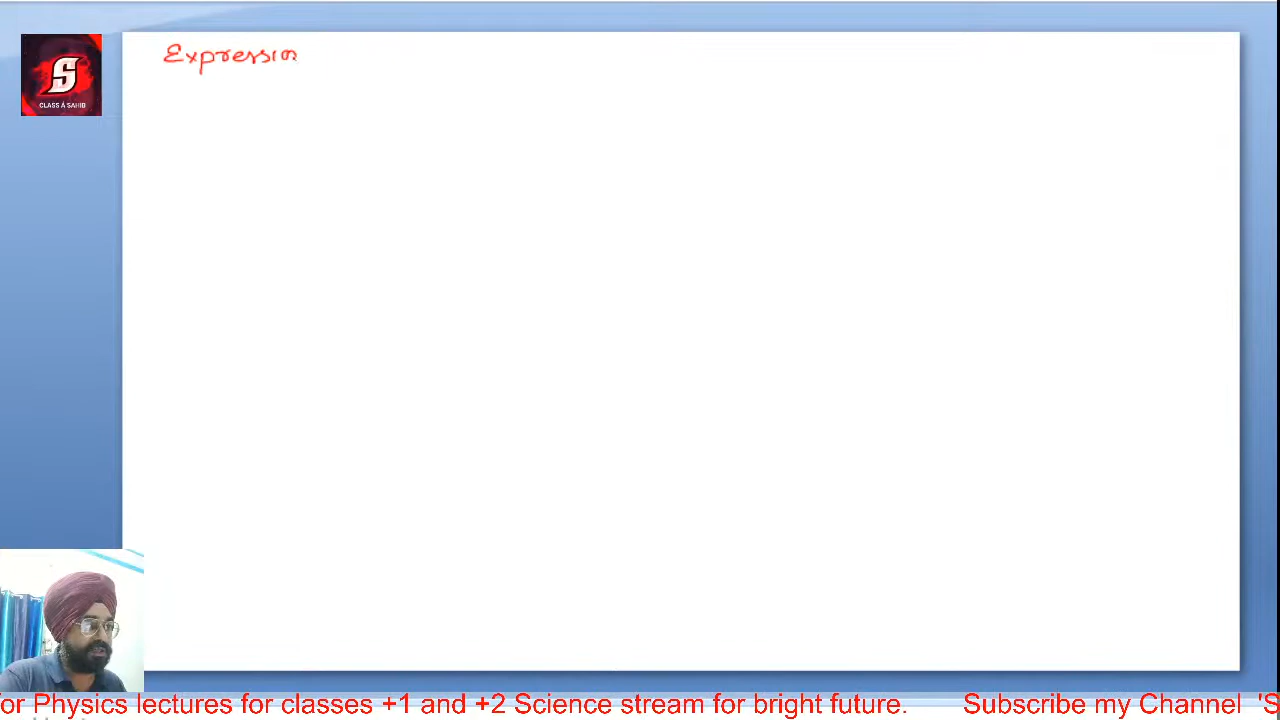 Expression
S
CLASS Á SAHIB
or Physics lectures for classes +1 and +2 Science stream for bright future. Subscribe my Channel 'S